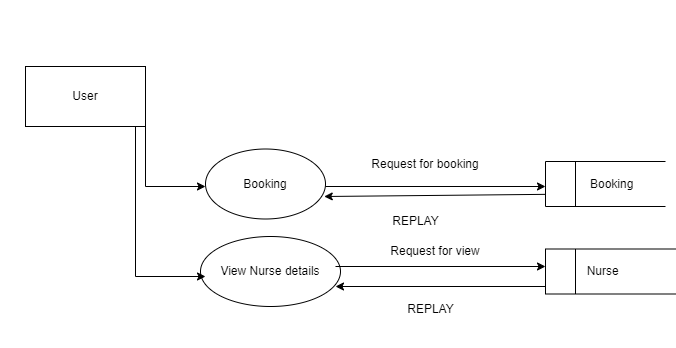 User
Request for booking
Booking
Booking
REPLAY
Request for view
View Nurse details
Nurse
REPLAY